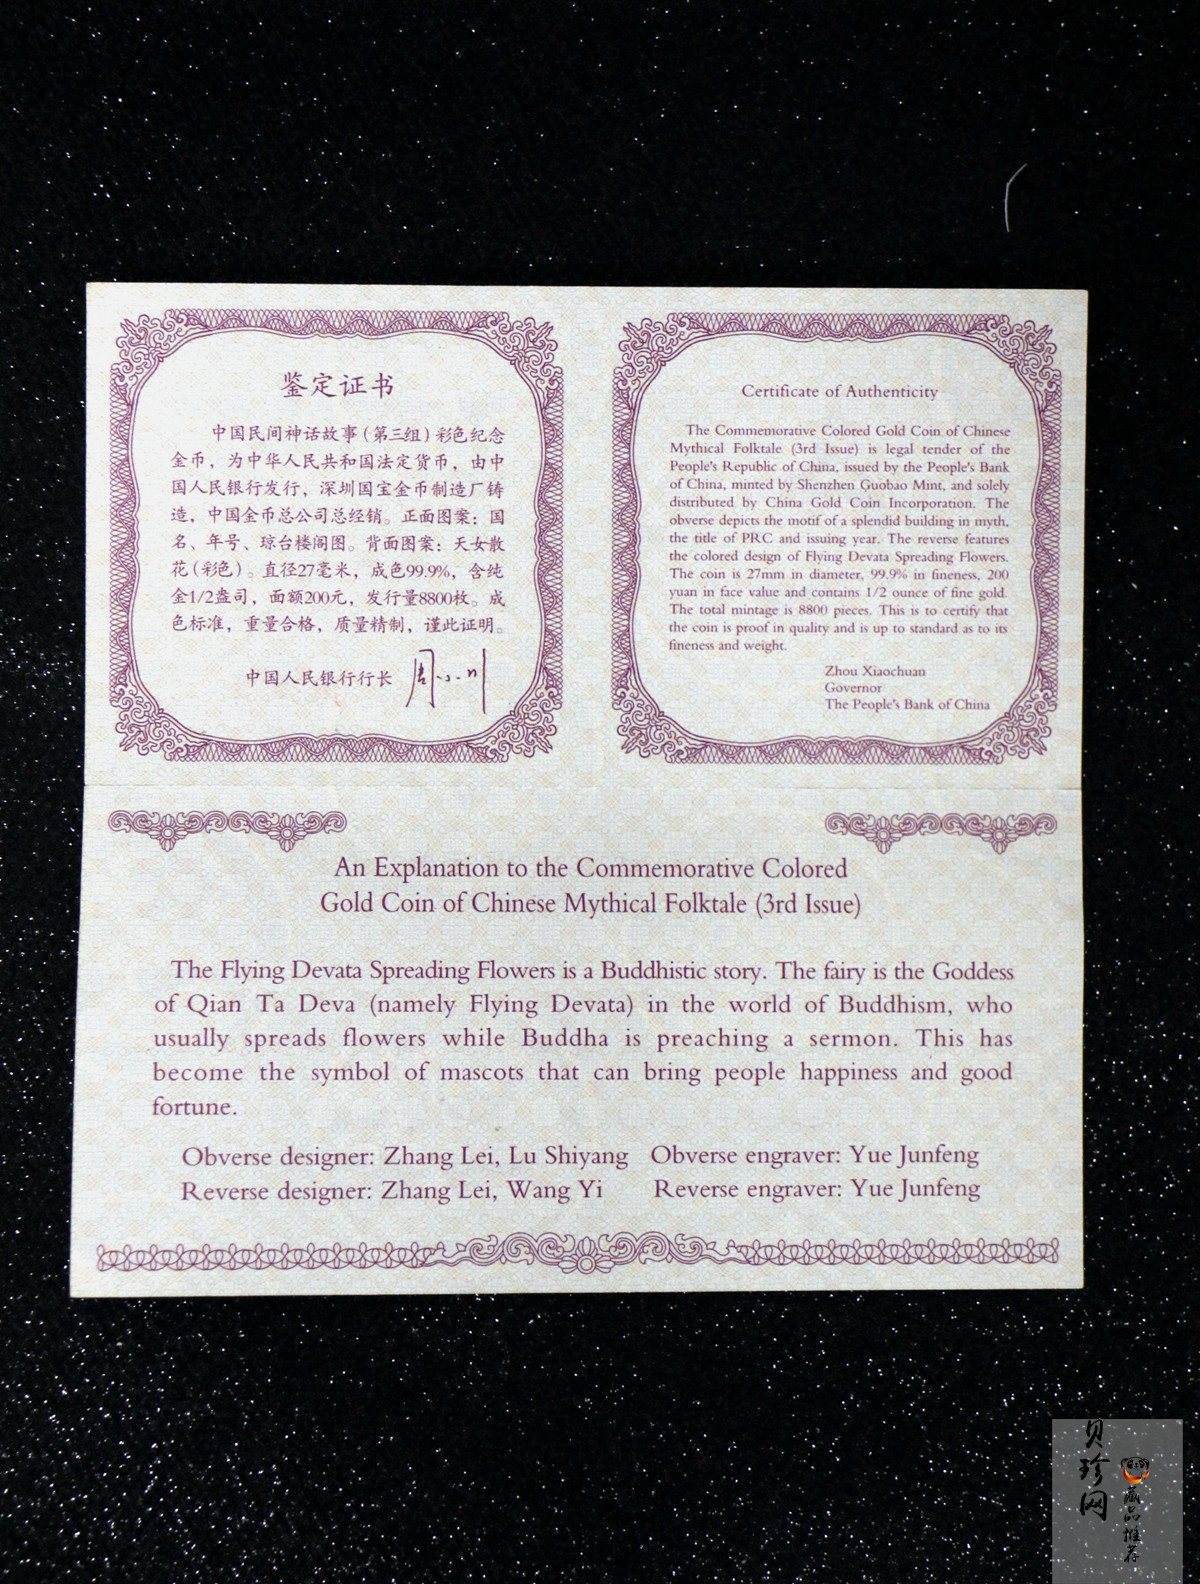 鉴定证书
中国民间神话故事(第三组)彩色纪念
金币，为中华人民共和国法定货币，由中
国人民银行发行，深圳国宝金币制造厂铸
造，中国金币总公司总经销。正面图案：国
名、年号、琼台楼阁图。背面图案：天女散
花(彩色)。直径27毫米，成色99.9%，含纯
金1/2盎司，面额200元，发行量8800枚。成
色标准，重量合格，质量精制，谨此证明。
中国人民银行行长 周小川
Certificate of Authenticity
The Commemorative Colored Gold Coin of Chinese
Mythical Folktale (3rd Issue) is legal tender of the
People's Republic of China, issued by the People's Bank
of China, minted by Shenzhen Guobao Mint, and solely
distributed by China Gold Coin Incorporation. The
obverse depicts the motif of a splendid building in myth,
the title of PRC and issuing year. The reverse features
the colored design of Flying Devata Spreading Flowers.
The coin is 27mm in diameter, 99.9% in fineness, 200
yuan in face value and contains 1/2 ounce of fine gold.
The total mintage is 8800 pieces. This is to certify that
the coin is proof in quality and is up to standard as to its
fineness and weight.
Zhou Xiaochuan
Governor
The People's Bank of China
An Explanation to the Commemorative Colored
Gold Coin of Chinese Mythical Folktale (3rd Issue)
The Flying Devata Spreading Flowers is a Buddhistic story. The fairy is the Goddess
of Qian Ta Deva (namely Flying Devata) in the world of Buddhism, who
usually spreads flowers while Buddha is preaching a sermon. This has
become the symbol of mascots that can bring people happiness and good
fortune.
Obverse designer: Zhang Lei, Lu Shiyang Obverse engraver: Yue Junfeng
Reverse designer: Zhang Lei, Wang Yi Reverse engraver: Yue Junfeng
贝珍网
藏品推荐